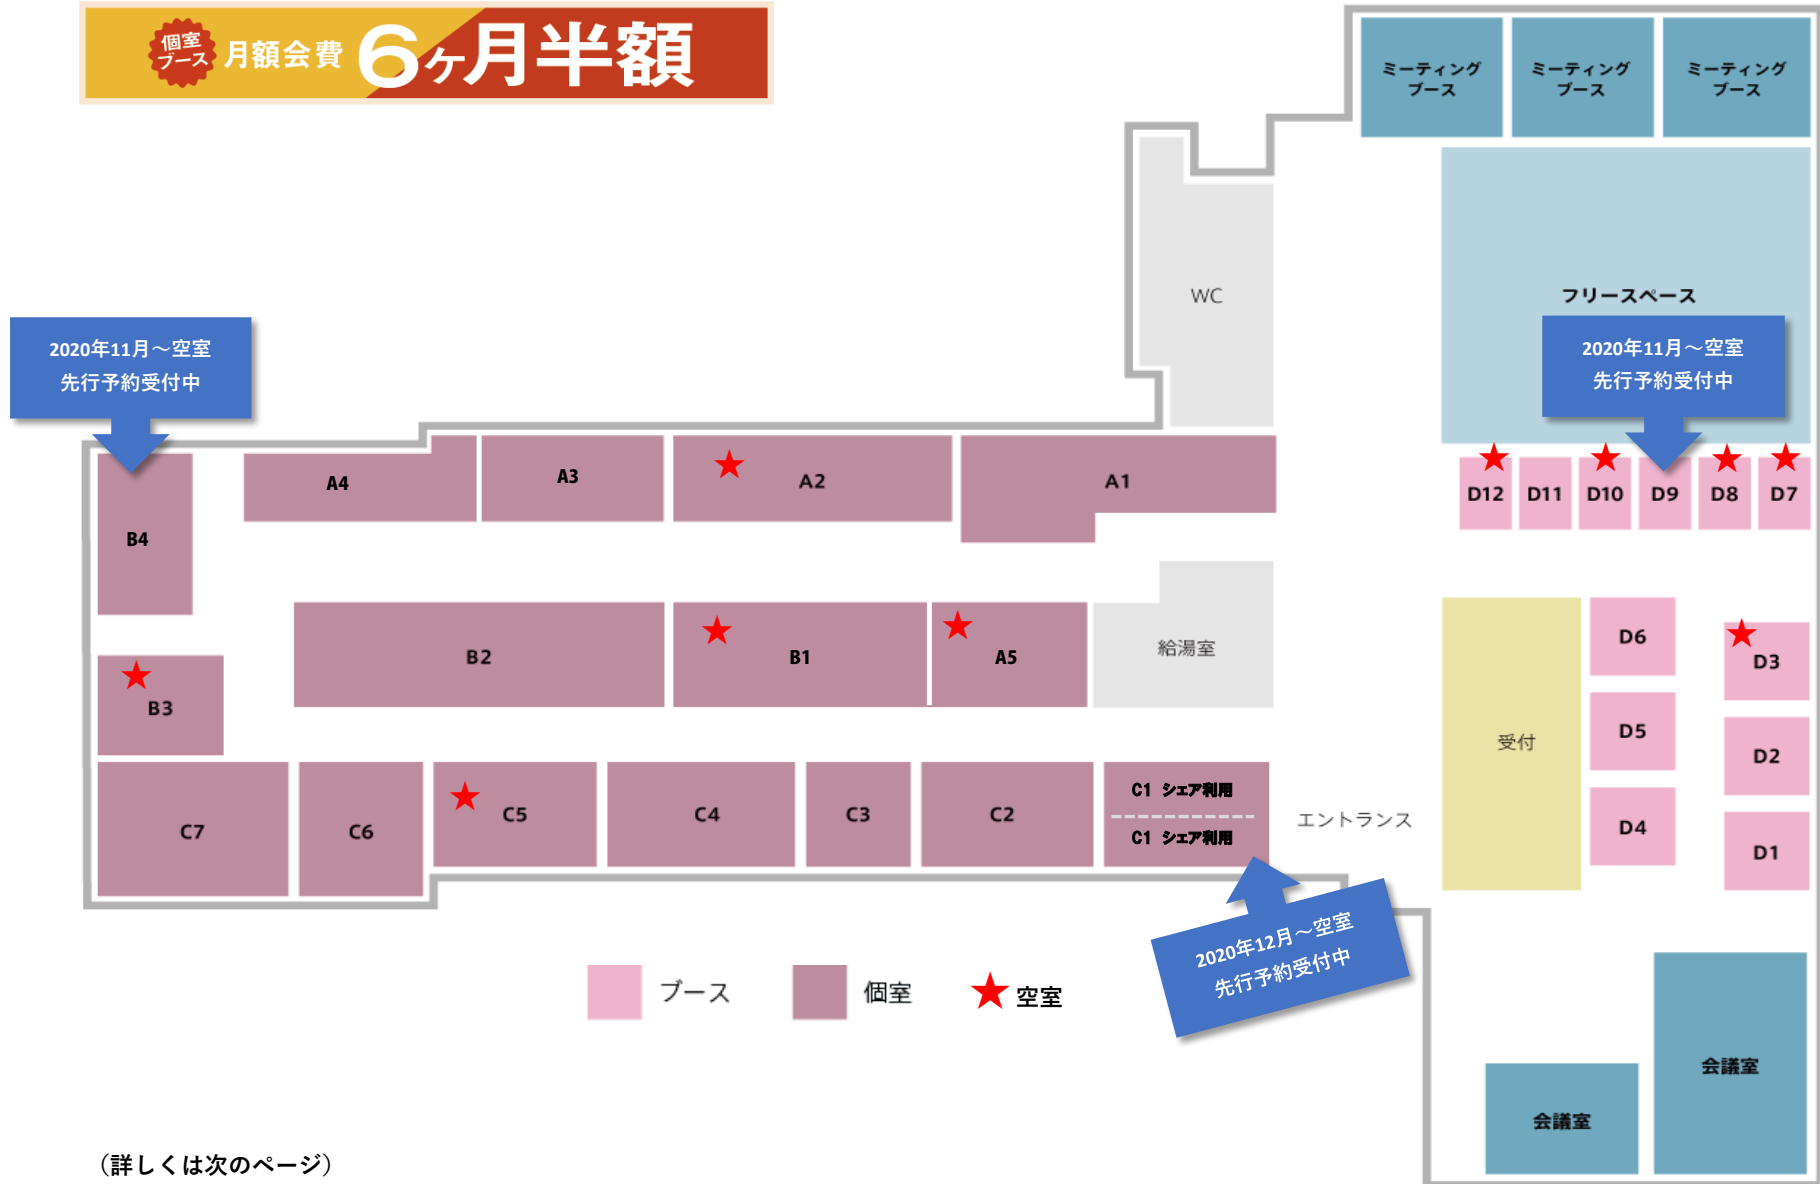 個室
ブース
月額会費 6ヶ月半額
ミーティング
ブース
ミーティング
ブース
ミーティング
ブース
WC
フリースペース
2020年11月～空室
先行予約受付中
2020年11月～空室
先行予約受付中
A4
A3
A2
A1
D12
D11
D10
D9
D8
D7
B4
B2
B1
A5
給湯室
D6
D3
B3
受付
D5
D2
C7
C6
C5
C4
C3
C2
C1 シェア利用
C1 シェア利用
エントランス
D4
D1
2020年12月～空室
先行予約受付中
ブース
個室
空室
会議室
会議室
（詳しくは次のページ）